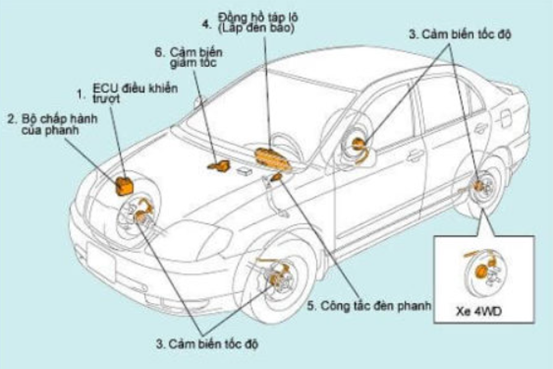 4. Đồng hồ táp lô
(Lắp đèn báo)
3. Cảm biến tốc độ
6. Cảm biến
giảm tốc
1. ECU điều khiển
trượt
2. Bộ chấp hành
của phanh
5. Công tắc đèn phanh
Xe 4WD
3. Cảm biến tốc độ